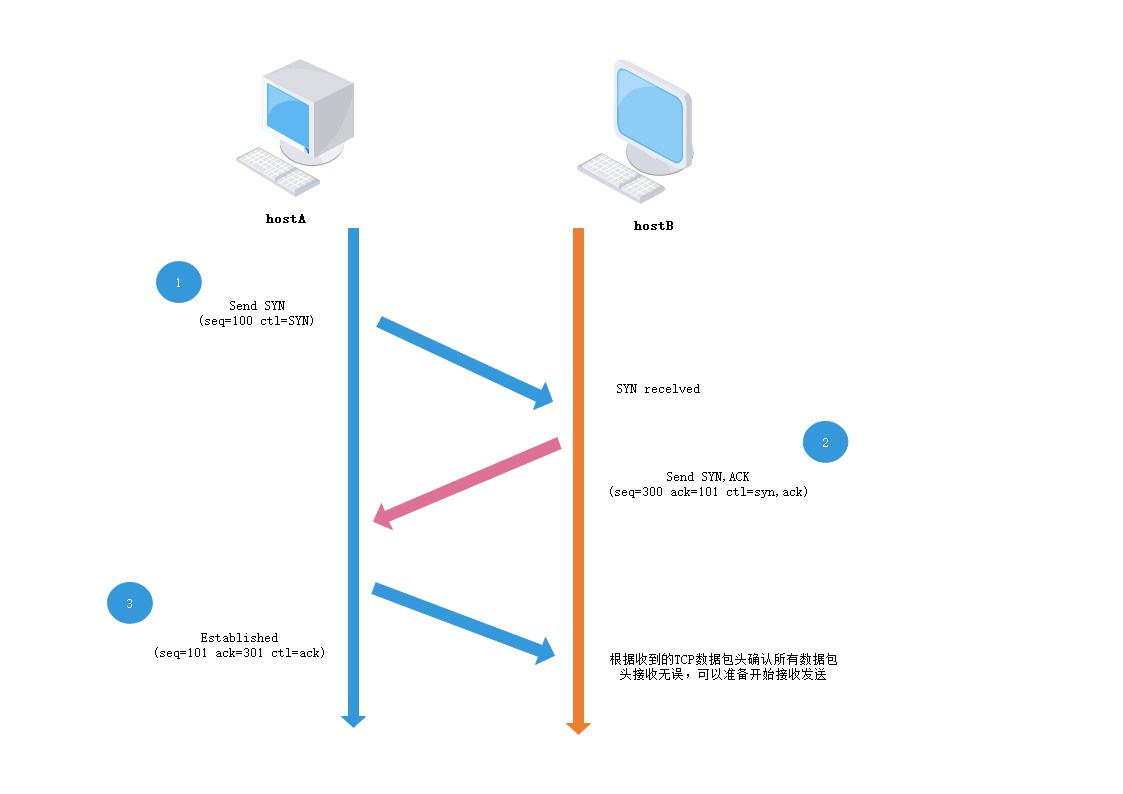 hostA
hostB
1
Send SYN
(seq=100 ctl=SYN)
SYN recelved
2
Send SYN,ACK
(seq=300 ack=101 ctl=syn,ack)
3
Established
(seq=101 ack=301 ctl=ack)
根据收到的TCP数据包头确认所有数据包
头接收无误，可以准备开始接收发送